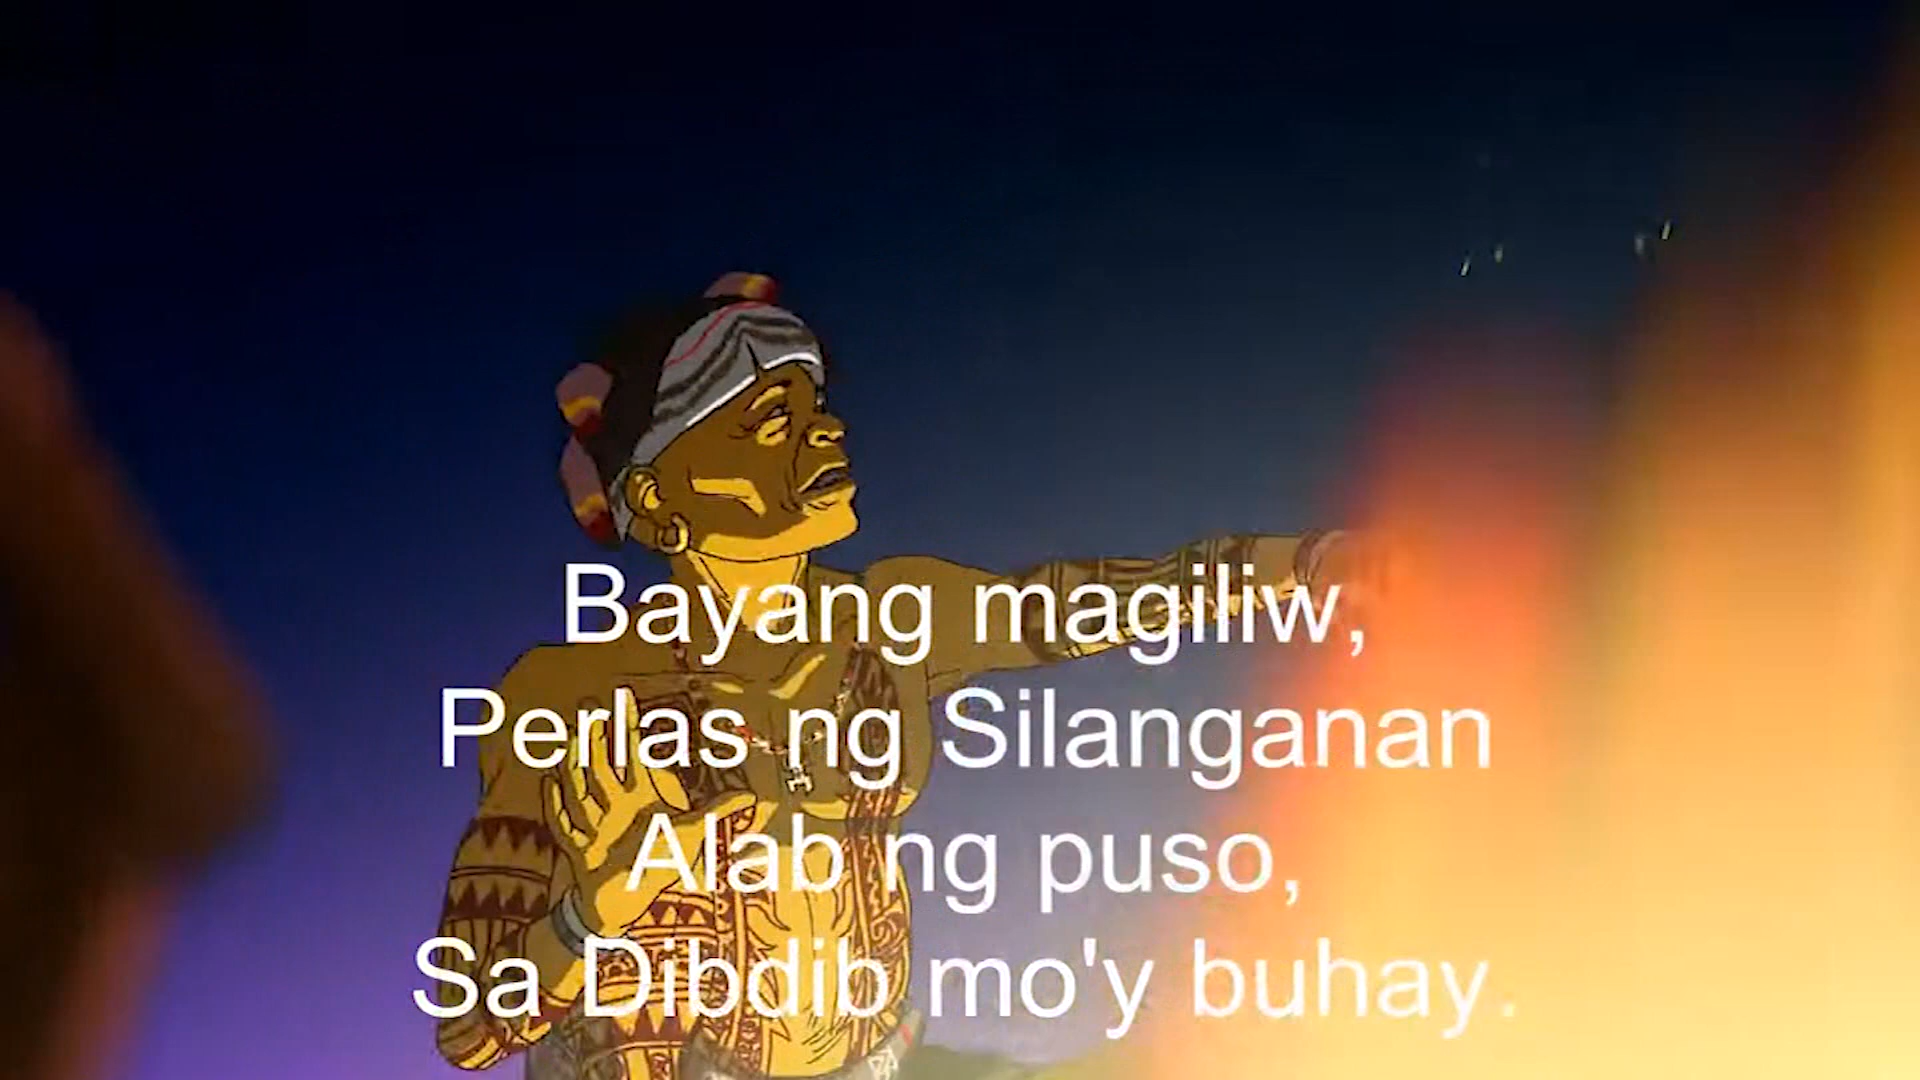 Bayang magiliw,
Perlas ng Silanganan
Alab ng puso,
Sa Dibdib mo'y buhay.